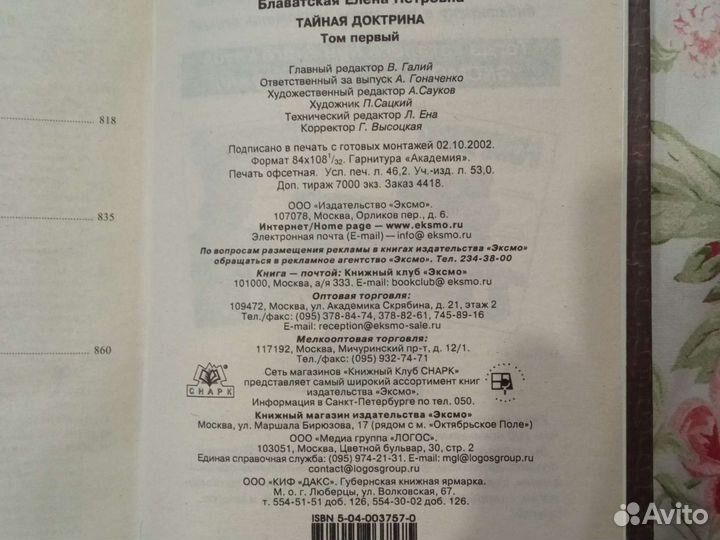 Блаватская Елена Петровна
ТАЙНАЯ ДОКТРИНА
Том первый
Главный редактор В. Галий
Ответственный за выпуск А. Гоначенко
Художественный редактор А.Сауков
Художник П.Сацкий
Технический редактор Л. Ена
Корректор Г. Высоцкая
818
835
860
Подписано в печать с готовых монтажей 02.10.2002.
Формат 84x108 1/32. Гарнитура «Академия».
Печать офсетная. Усл. печ. л. 46,2. Уч.-изд. л. 53,0.
Доп. тираж 7000 экз. Заказ 4418.
ООО «Издательство «Эксмо».
107078, Москва, Орликов пер., д. 6.
Интернет/Home page — www.eksmo.ru
Электронная почта (E-mail) — info@ eksmo.ru
По вопросам размещения рекламы в книгах издательства «Эксмо»
обращаться в рекламное агентство «Эксмо». Тел. 234-38-00
Книга — почтой: Книжный клуб «Эксмо»
101000, Москва, а/я 333. E-mail: bookclub@ eksmo.ru
Оптовая торговля:
109472, Москва, ул. Академика Скрябина, д. 21, этаж 2
Тел./факс: (095) 378-84-74, 378-82-61, 745-89-16
E-mail: reception@eksmo-sale.ru
Мелкооптовая торговля:
117192, Москва, Мичуринский пр-т, д. 12/1.
Тел./факс: (095) 932-74-71
СНАРК
Сеть магазинов «Книжный Клуб СНАРК»
представляет самый широкий ассортимент книг
издательства «Эксмо».
Информация в Санкт-Петербурге по тел. 050.
Книжный магазин издательства «Эксмо»
Москва, ул. Маршала Бирюзова, 17 (рядом с м. «Октябрьское Поле»)
ООО «Медиа группа «ЛОГОС».
103051, Москва, Цветной бульвар, 30, стр. 2
Единая справочная служба: (095) 974-21-31. E-mail: mgl@logosgroup.ru
contact@logosgroup.ru
ООО «КИФ «ДАКС». Губернская книжная ярмарка.
М. о. г. Люберцы, ул. Волковская, 67.
т. 554-51-51 доб. 126, 554-30-02 доб. 126.
ISBN 5-04-003757-0
Avito